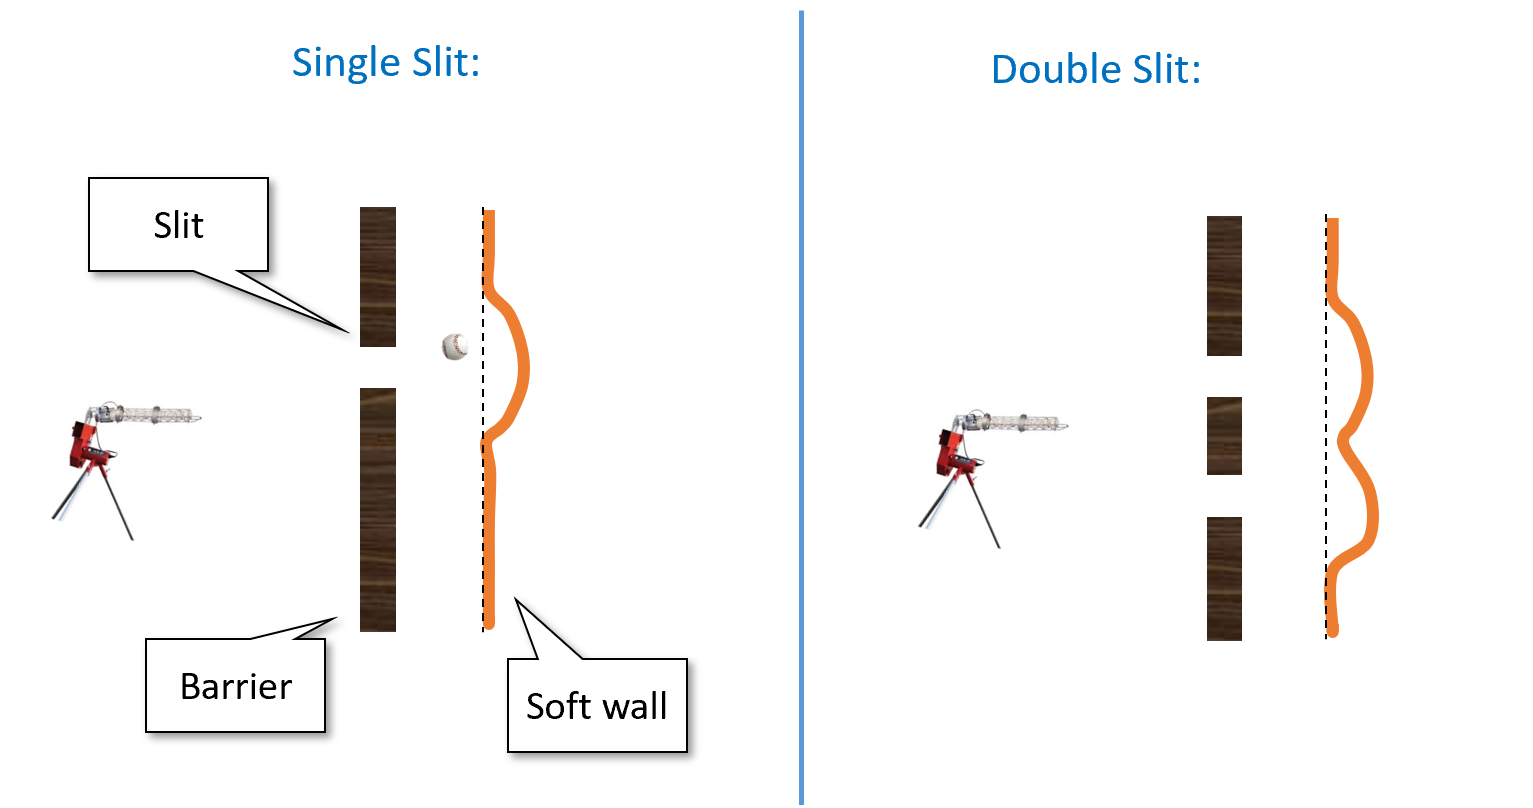 Single Slit:
Double Slit:
Slit
Barrier
Soft wall